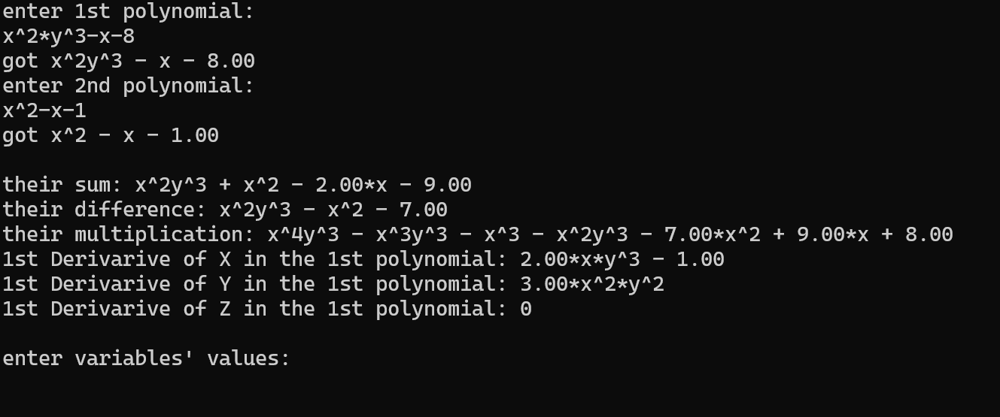 enter 1st polynomial:
x^2*y^3-x-8
got x^2y^3 - x - 8.00
enter 2nd polynomial:
x^2-x-1
got x^2 - x - 1.00
their sum: x^2y^3 + x^2 - 2.00*x - 9.00
their difference: x^2y^3 - x^2 - 7.00
their multiplication: x^4y^3 - x^3y^3 - x^3 - x^2y^3 - 7.00*x^2 + 9.00*x + 8.00
1st Derivarive of X in the 1st polynomial: 2.00*x*y^3 - 1.00
1st Derivarive of Y in the 1st polynomial: 3.00*x^2*y^2
1st Derivarive of Z in the 1st polynomial: 0
enter variables' values: